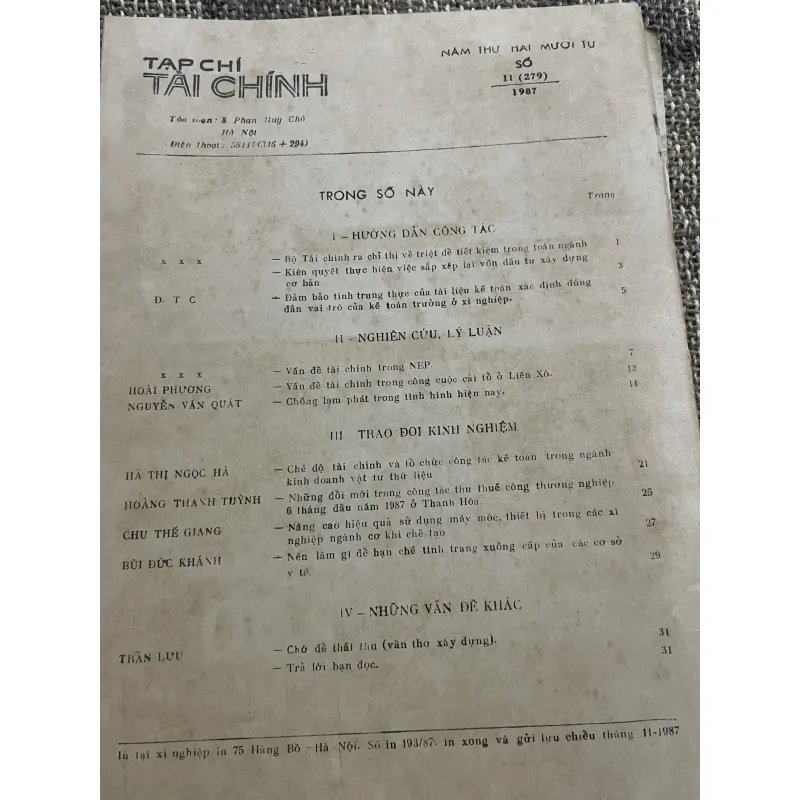 TẠP CHÍ
TÀI CHÍNH
Tòa soạn: 8 Phan Huy Chú
Hà Nội
Điện thoại: (316 + 294)
NĂM THỨ HAI MƯƠI TƯ
SỐ
11 (279)
1987
TRONG SỐ NÀY
Trang
I - HƯỚNG DẪN CÔNG TÁC
x x x – Bộ Tài chính ra chỉ thị về triệt để tiết kiệm trong toàn ngành 1
– Kiên quyết thực hiện việc sắp xếp lại vốn đầu tư xây dựng 3
cơ bản
Đ. T. C – Đảm bảo tính trung thực của tài liệu kế toán xác định đúng 5
đắn vai trò của kế toán trưởng ở xí nghiệp.
II - NGHIÊN CỨU, LÝ LUẬN
x x x – Vấn đề tài chính trong NEP. 7
HOÀI PHƯƠNG – Vấn đề tài chính trong công cuộc cải tổ ở Liên Xô. 12
NGUYỄN VĂN QUÁT – Chống lạm phát trong tình hình hiện nay. 14
III TRAO ĐỔI KINH NGHIỆM
HÀ THỊ NGỌC HÀ – Chế độ tài chính và tổ chức công tác kế toán trong ngành 21
kinh doanh vật tư thứ liệu
HOÀNG THANH TUỲNH – Những đổi mới trong công tác thu thuế công thương nghiệp 25
6 tháng đầu năm 1987 ở Thanh Hóa.
CHU THẾ GIANG – Nâng cao hiệu quả sử dụng máy móc, thiết bị trong các xí 27
nghiệp ngành cơ khí chế tạo
BÙI ĐỨC KHÁNH – Nên làm gì để hạn chế tình trạng xuống cấp của các cơ sở 29
y tế.
IV – NHỮNG VẤN ĐỀ KHÁC
TRẦN LƯU – Chớ để thất thu (vần thơ xây dựng). 31
– Trả lời bạn đọc. 31
In tại xí nghiệp in 75 Hàng Bồ – Hà Nội. Số in 193/87. in xong và gửi lưu chiểu tháng 11-1987